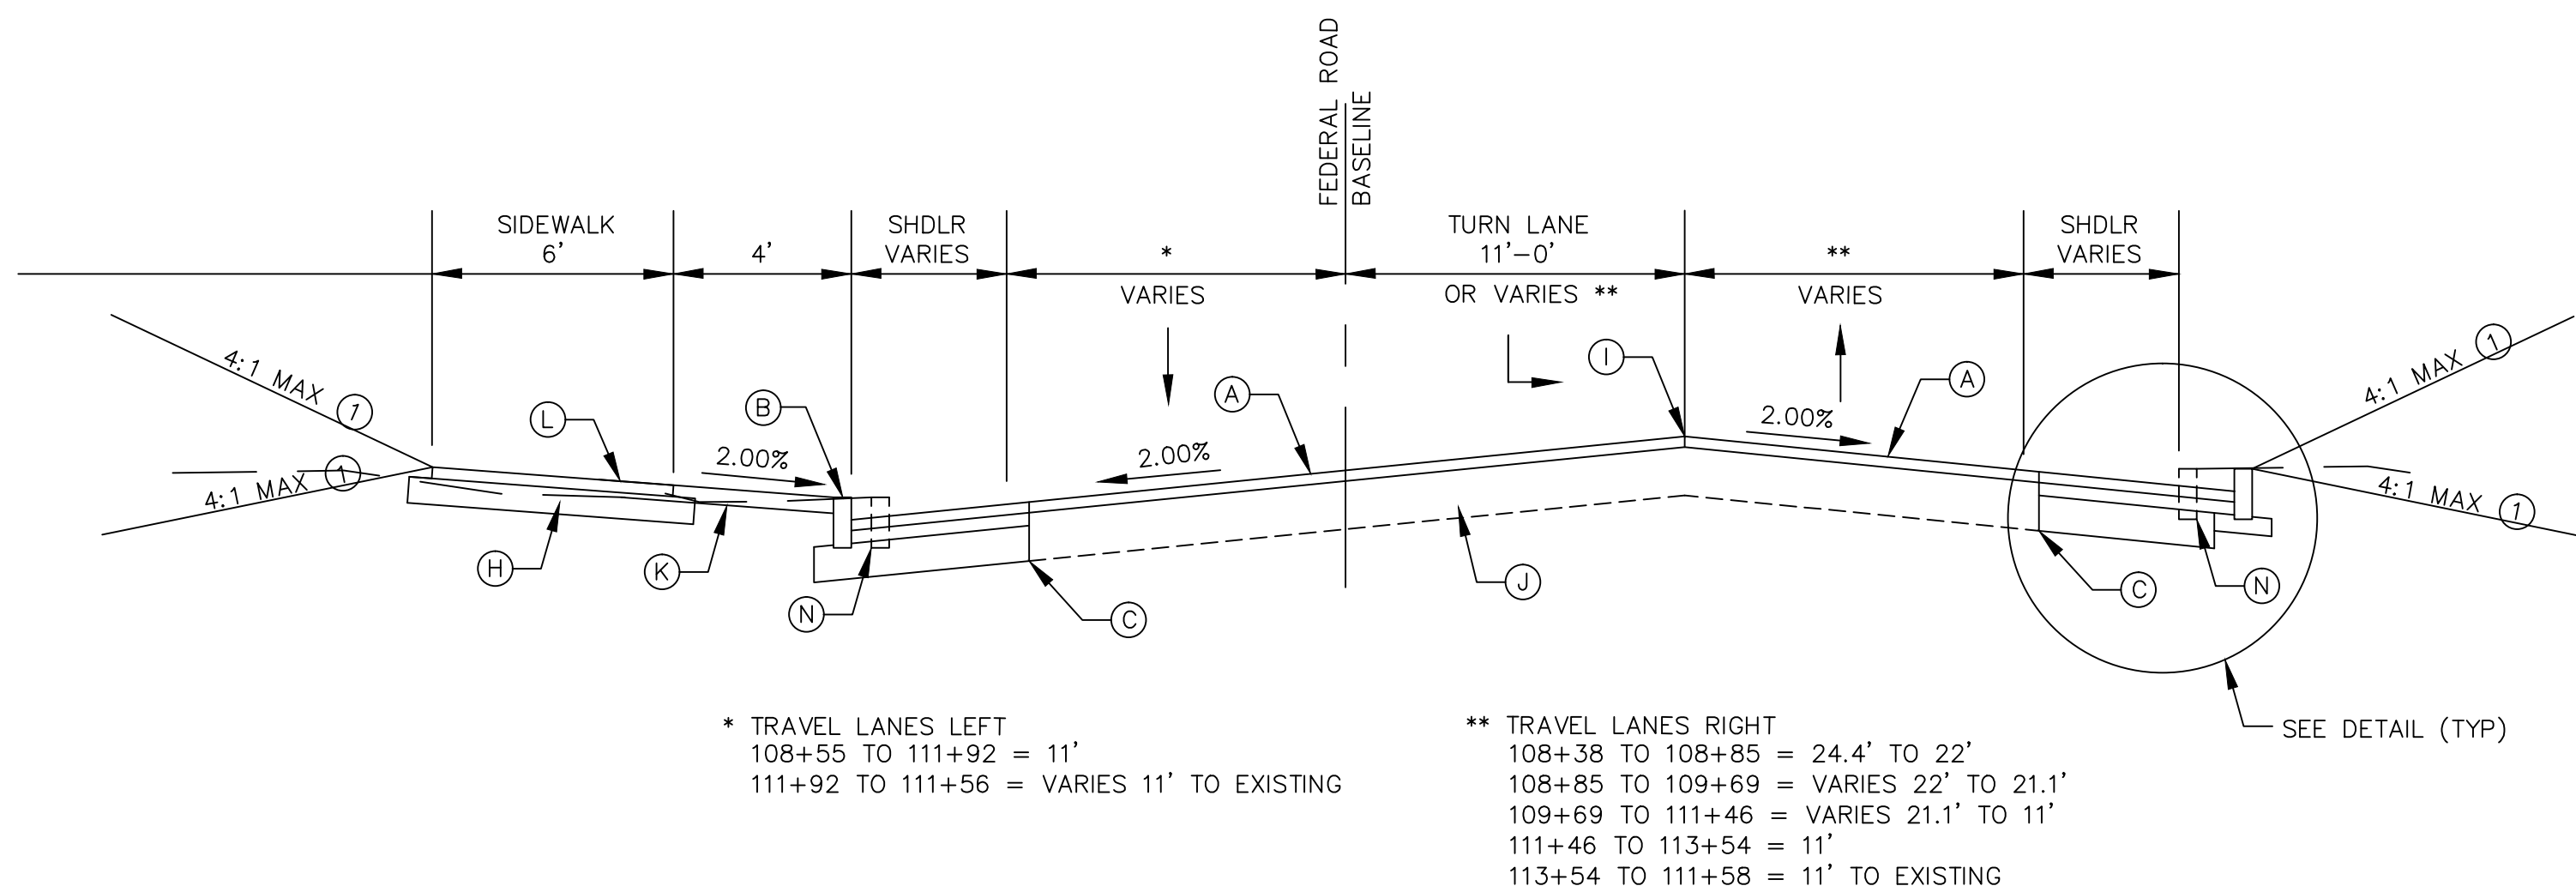 FEDERAL ROAD
BASELINE
SIDEWALK
6'
4'
SHDLR
VARIES
*
VARIES
TURN LANE
11'-0'
OR VARIES **
**
VARIES
SHDLR
VARIES
4:1 MAX 1
4:1 MAX 1
L
B
2.00%
2.00%
A
I
2.00%
A
4:1 MAX 1
4:1 MAX 1
H
K
N
C
J
C
N
SEE DETAIL (TYP)
* TRAVEL LANES LEFT
108+55 TO 111+92 = 11'
111+92 TO 111+56 = VARIES 11' TO EXISTING
** TRAVEL LANES RIGHT
108+38 TO 108+85 = 24.4' TO 22'
108+85 TO 109+69 = VARIES 22' TO 21.1'
109+69 TO 111+46 = VARIES 21.1' TO 11'
111+46 TO 113+54 = 11'
113+54 TO 111+58 = 11' TO EXISTING